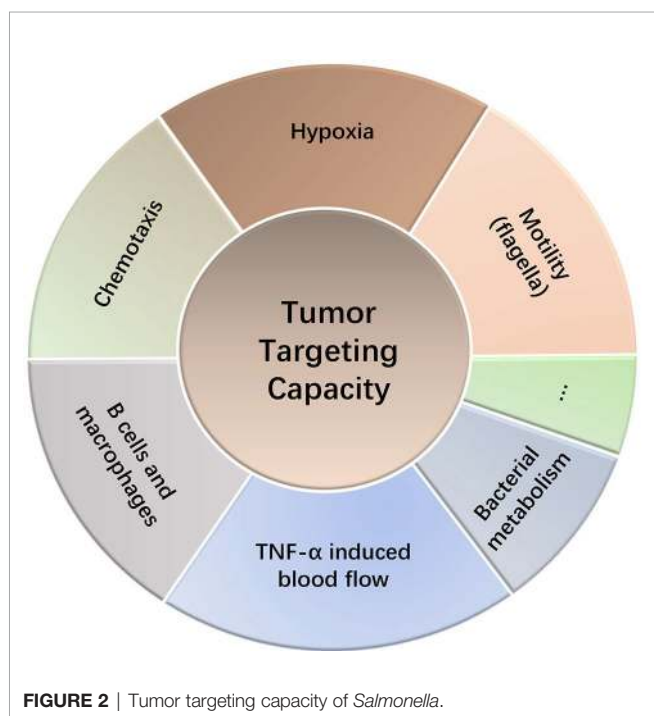 Hypoxia
Motility
(flagella)
...
Bacterial
metabolism
TNF-α induced
blood flow
B cells and
macrophages
Chemotaxis
Tumor
Targeting
Capacity
FIGURE 2 | Tumor targeting capacity of Salmonella.